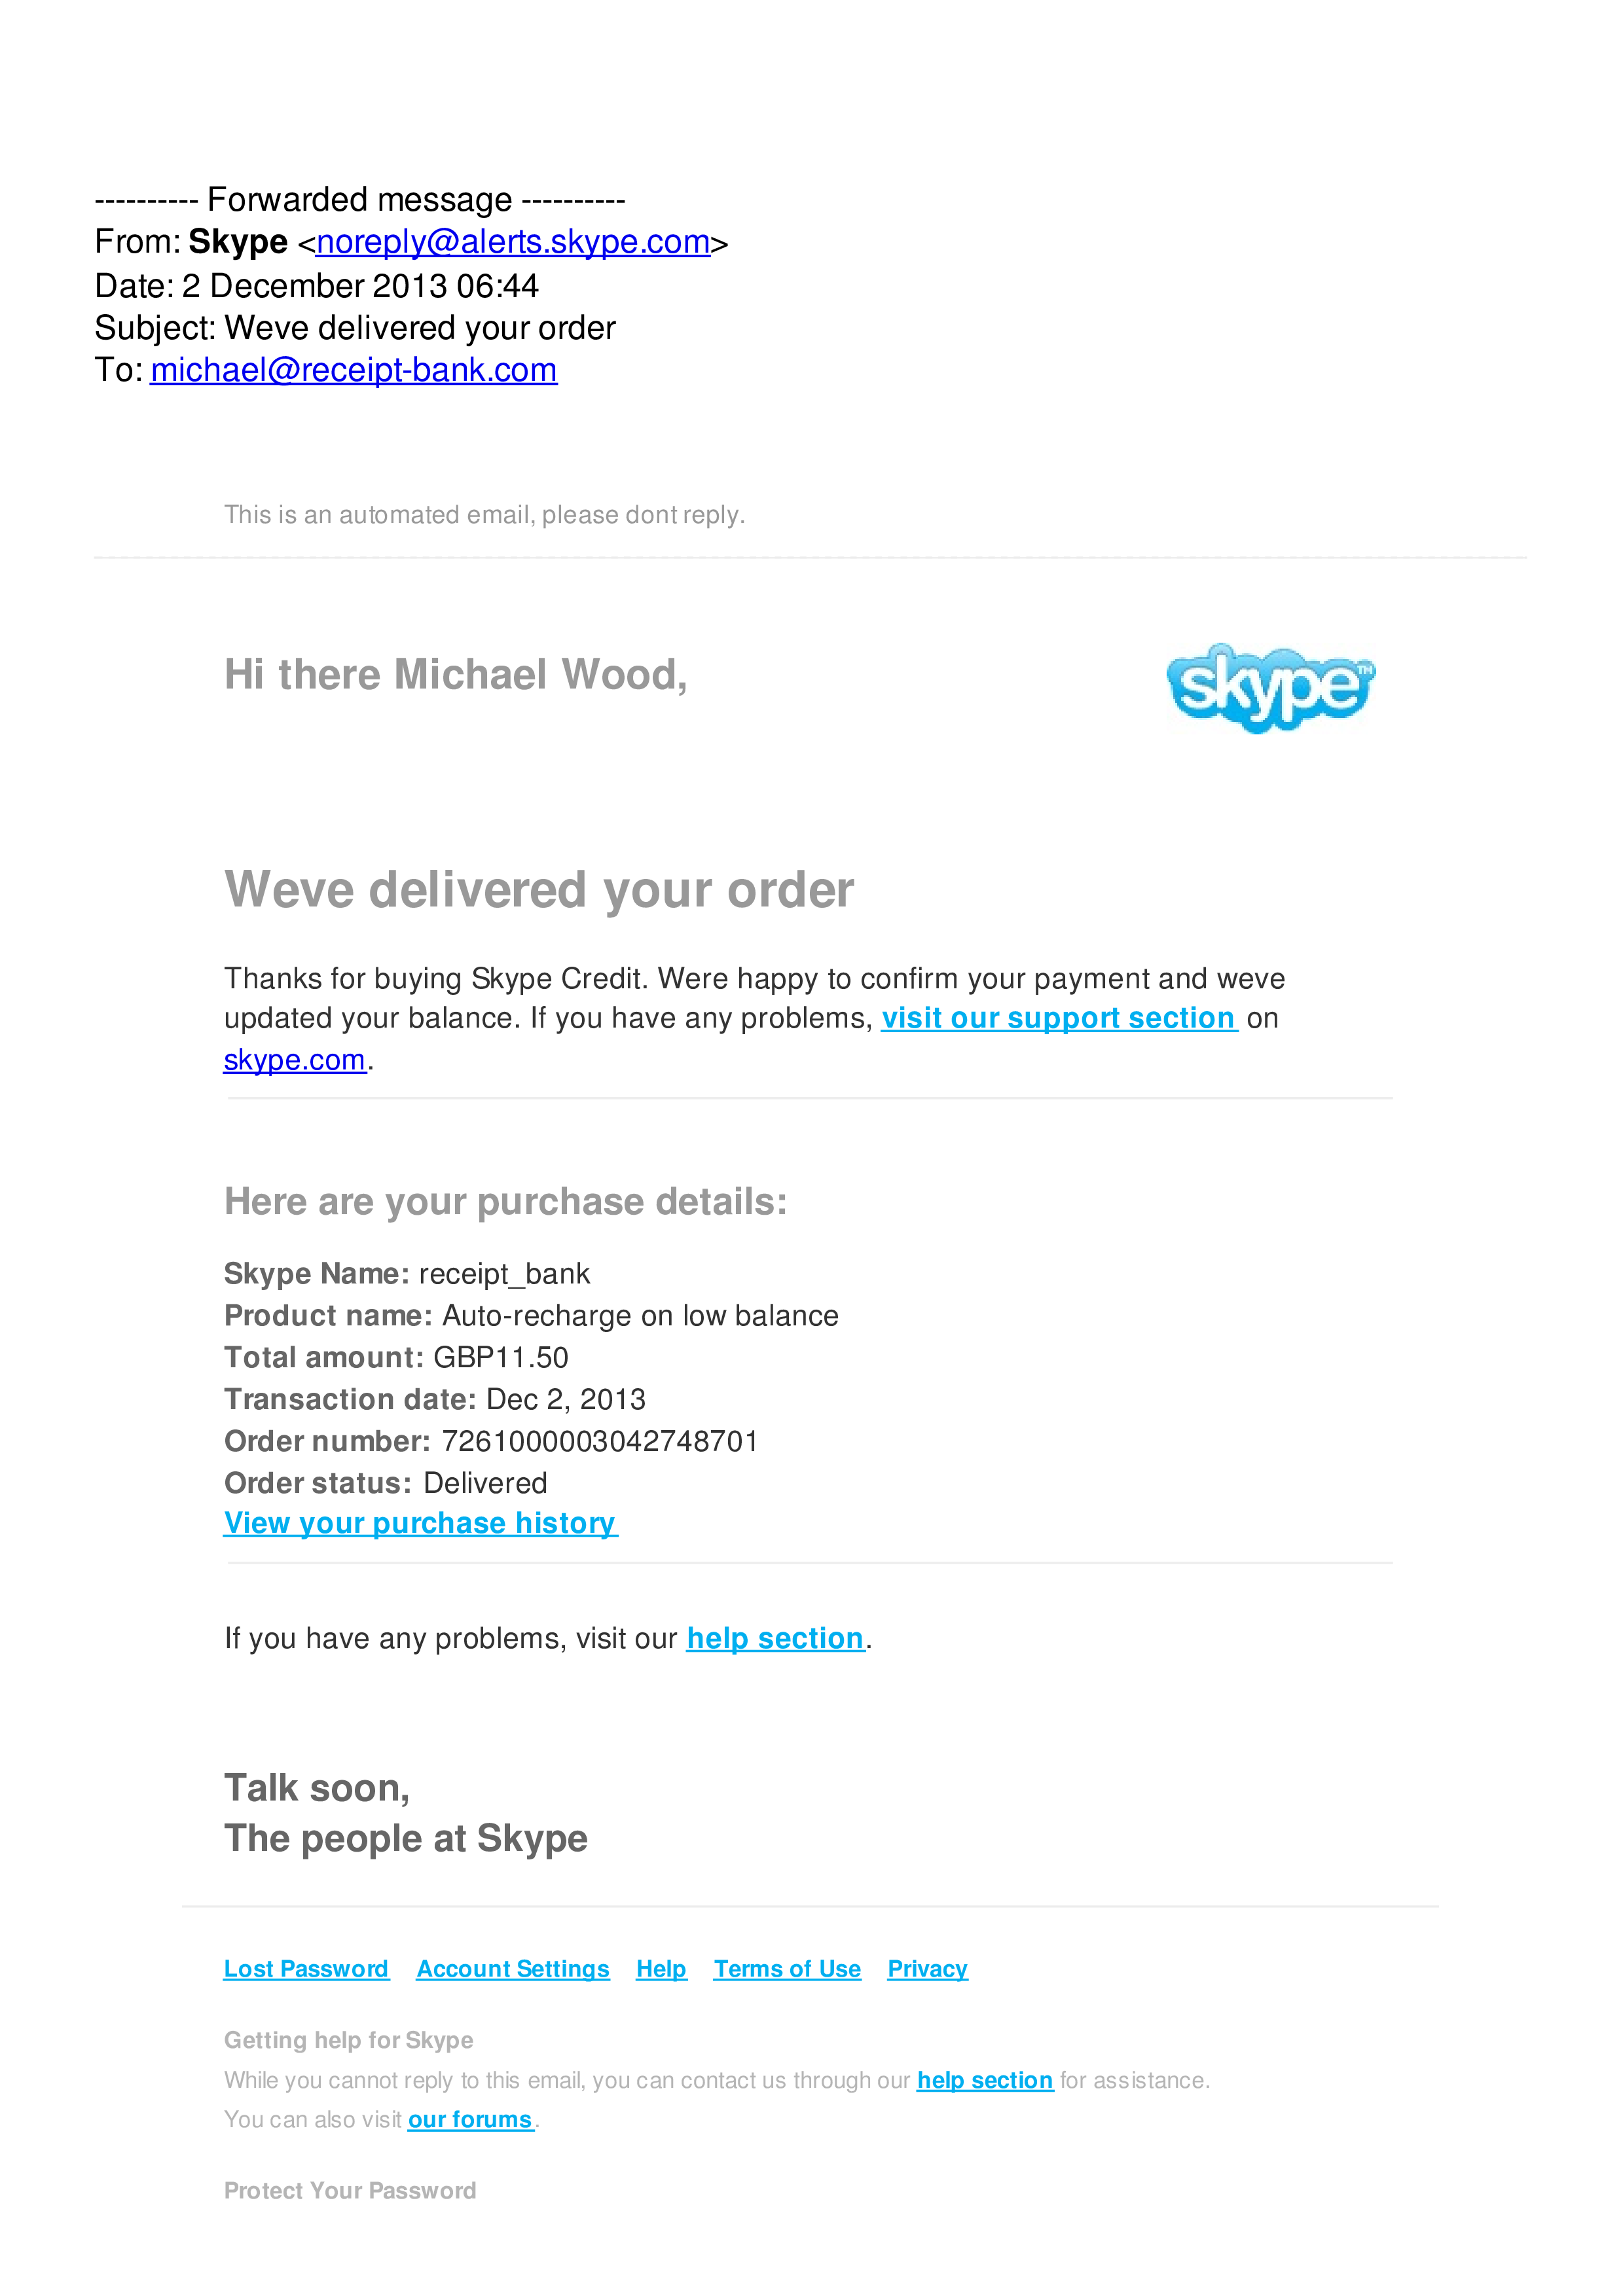 ---------- Forwarded message ----------
From: Skype <noreply@alerts.skype.com>
Date: 2 December 2013 06:44
Subject: Weve delivered your order
To: michael@receipt-bank.com
This is an automated email, please dont reply.
Hi there Michael Wood,
skype™
Weve delivered your order
Thanks for buying Skype Credit. Were happy to confirm your payment and weve
updated your balance. If you have any problems, visit our support section on
skype.com.
Here are your purchase details:
Skype Name: receipt_bank
Product name: Auto-recharge on low balance
Total amount: GBP11.50
Transaction date: Dec 2, 2013
Order number: 7261000003042748701
Order status: Delivered
View your purchase history
If you have any problems, visit our help section.
Talk soon,
The people at Skype
Lost Password Account Settings Help Terms of Use Privacy
Getting help for Skype
While you cannot reply to this email, you can contact us through our help section for assistance.
You can also visit our forums.
Protect Your Password